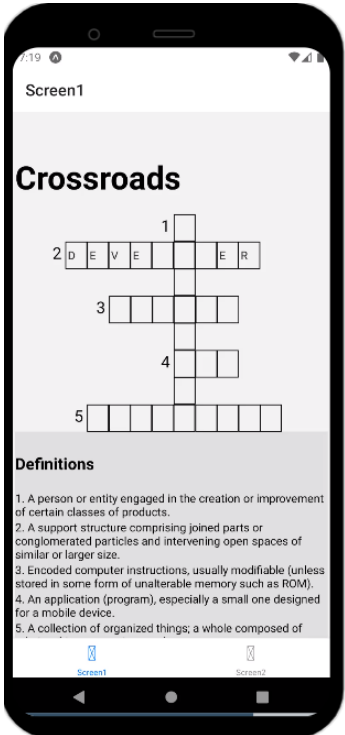 7:19
Screen1
Crossroads
1
2 D E V E E R
3
4
5
Definitions
1. A person or entity engaged in the creation or improvement
of certain classes of products.
2. A support structure comprising joined parts or
conglomerated particles and intervening open spaces of
similar or larger size.
3. Encoded computer instructions, usually modifiable (unless
stored in some form of unalterable memory such as ROM).
4. An application (program), especially a small one designed
for a mobile device.
5. A collection of organized things; a whole composed of
Screen1 Screen2